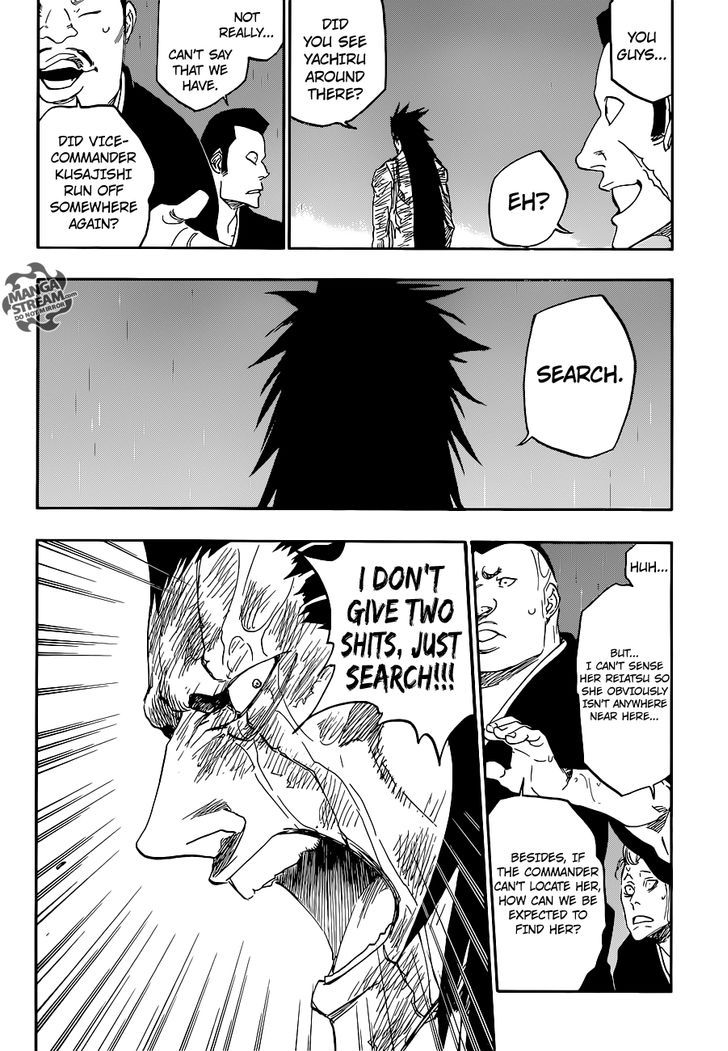 YOU
GUYS...
DID
YOU SEE
YACHIRU
AROUND
THERE?
EH?
NOT
REALLY...
CAN'T SAY
THAT WE
HAVE.
DID VICE-
COMMANDER
KUSAJISHI
RUN OFF
SOMEWHERE
AGAIN?
MANGA
STREAM.com
DO NOT MIRROR
SEARCH.
HUH...
BUT...
I CAN'T SENSE
HER REIATSU SO
SHE OBVIOUSLY
ISN'T ANYWHERE
NEAR HERE...
BESIDES, IF
THE COMMANDER
CAN'T LOCATE HER,
HOW CAN WE BE
EXPECTED TO
FIND HER?
I DON'T
GIVE TWO
SHITS, JUST
SEARCH!!!